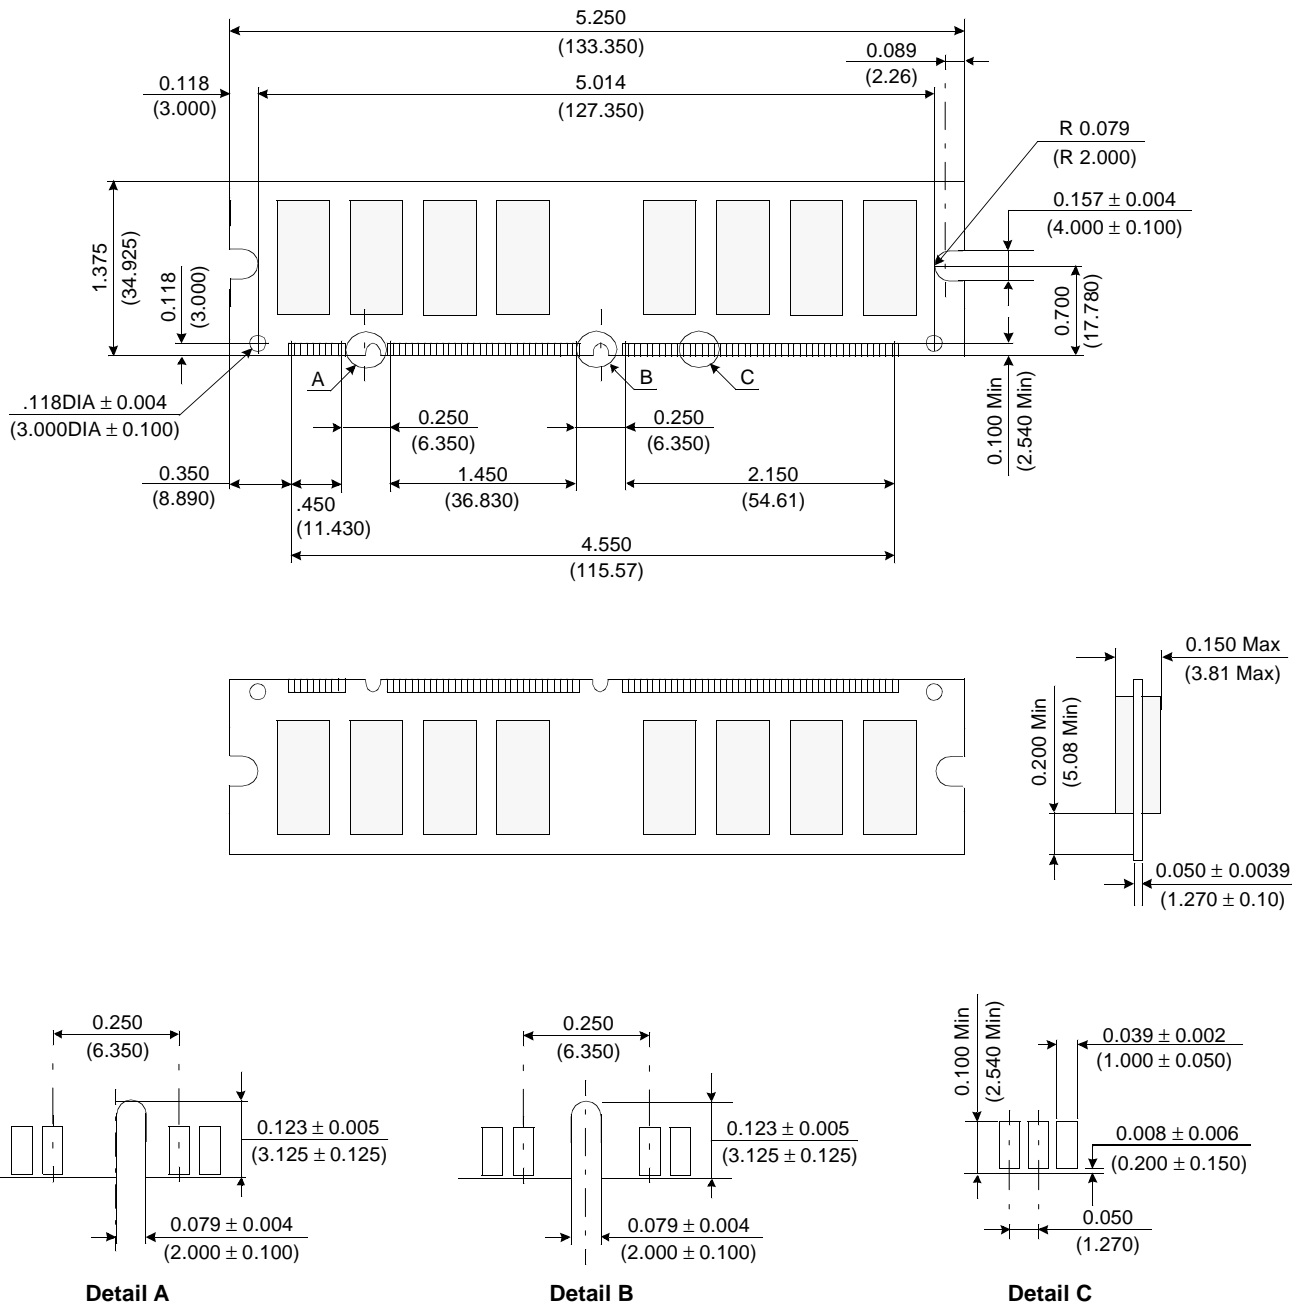 5.250
(133.350)
0.089
(2.26)
0.118
(3.000)
5.014
(127.350)
R 0.079
(R 2.000)
0.157 ± 0.004
(4.000 ± 0.100)
1.375
(34.925)
0.118
(3.000)
0.700
(17.780)
A
B
C
.118DIA ± 0.004
(3.000DIA ± 0.100)
0.250
(6.350)
0.250
(6.350)
0.100 Min
(2.540 Min)
0.350
(8.890)
.450
(11.430)
1.450
(36.830)
2.150
(54.61)
4.550
(115.57)
0.150 Max
(3.81 Max)
0.200 Min
(5.08 Min)
0.050 ± 0.0039
(1.270 ± 0.10)
0.250
(6.350)
0.123 ± 0.005
(3.125 ± 0.125)
0.079 ± 0.004
(2.000 ± 0.100)
Detail A
0.250
(6.350)
0.123 ± 0.005
(3.125 ± 0.125)
0.079 ± 0.004
(2.000 ± 0.100)
Detail B
0.100 Min
(2.540 Min)
0.039 ± 0.002
(1.000 ± 0.050)
0.008 ± 0.006
(0.200 ± 0.150)
0.050
(1.270)
Detail C